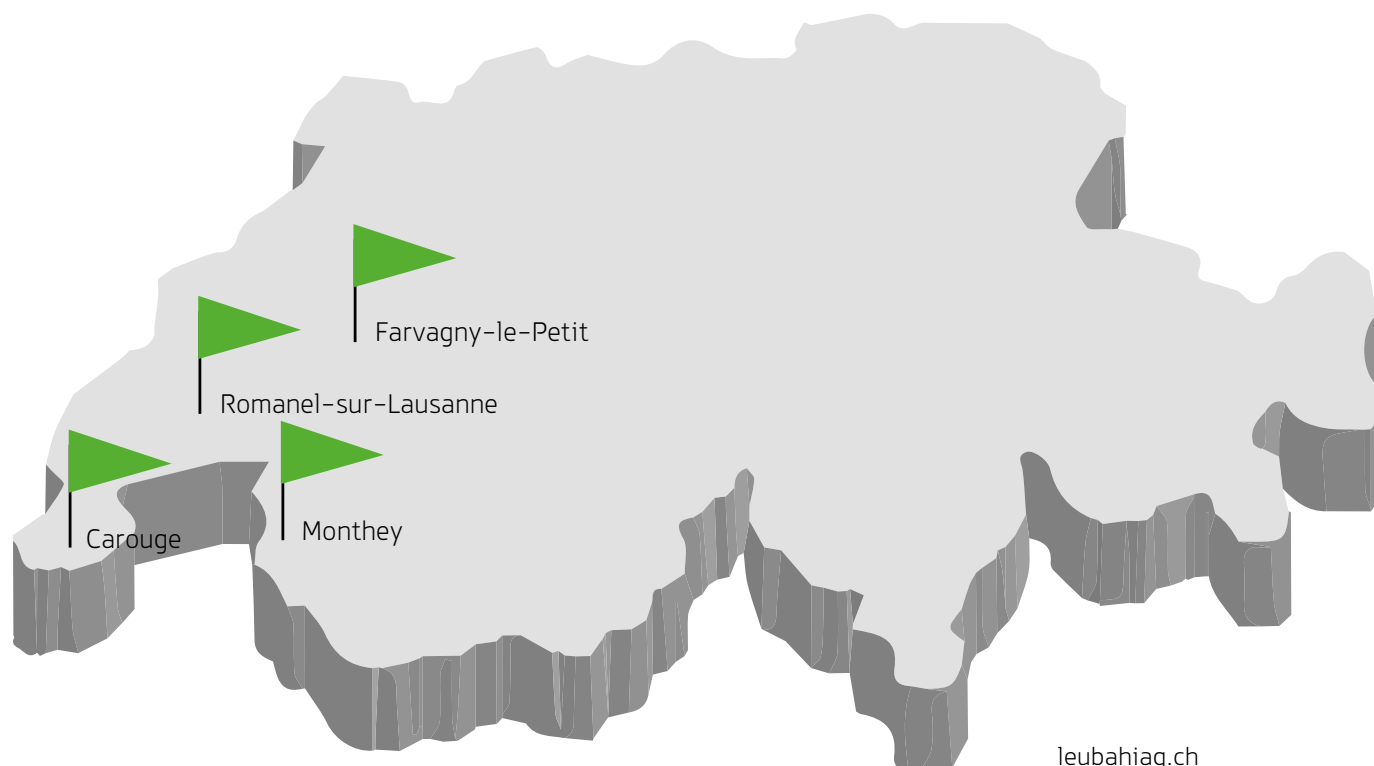 Farvagny-le-Petit
Romanel-sur-Lausanne
Carouge
Monthey
leubahiag.ch